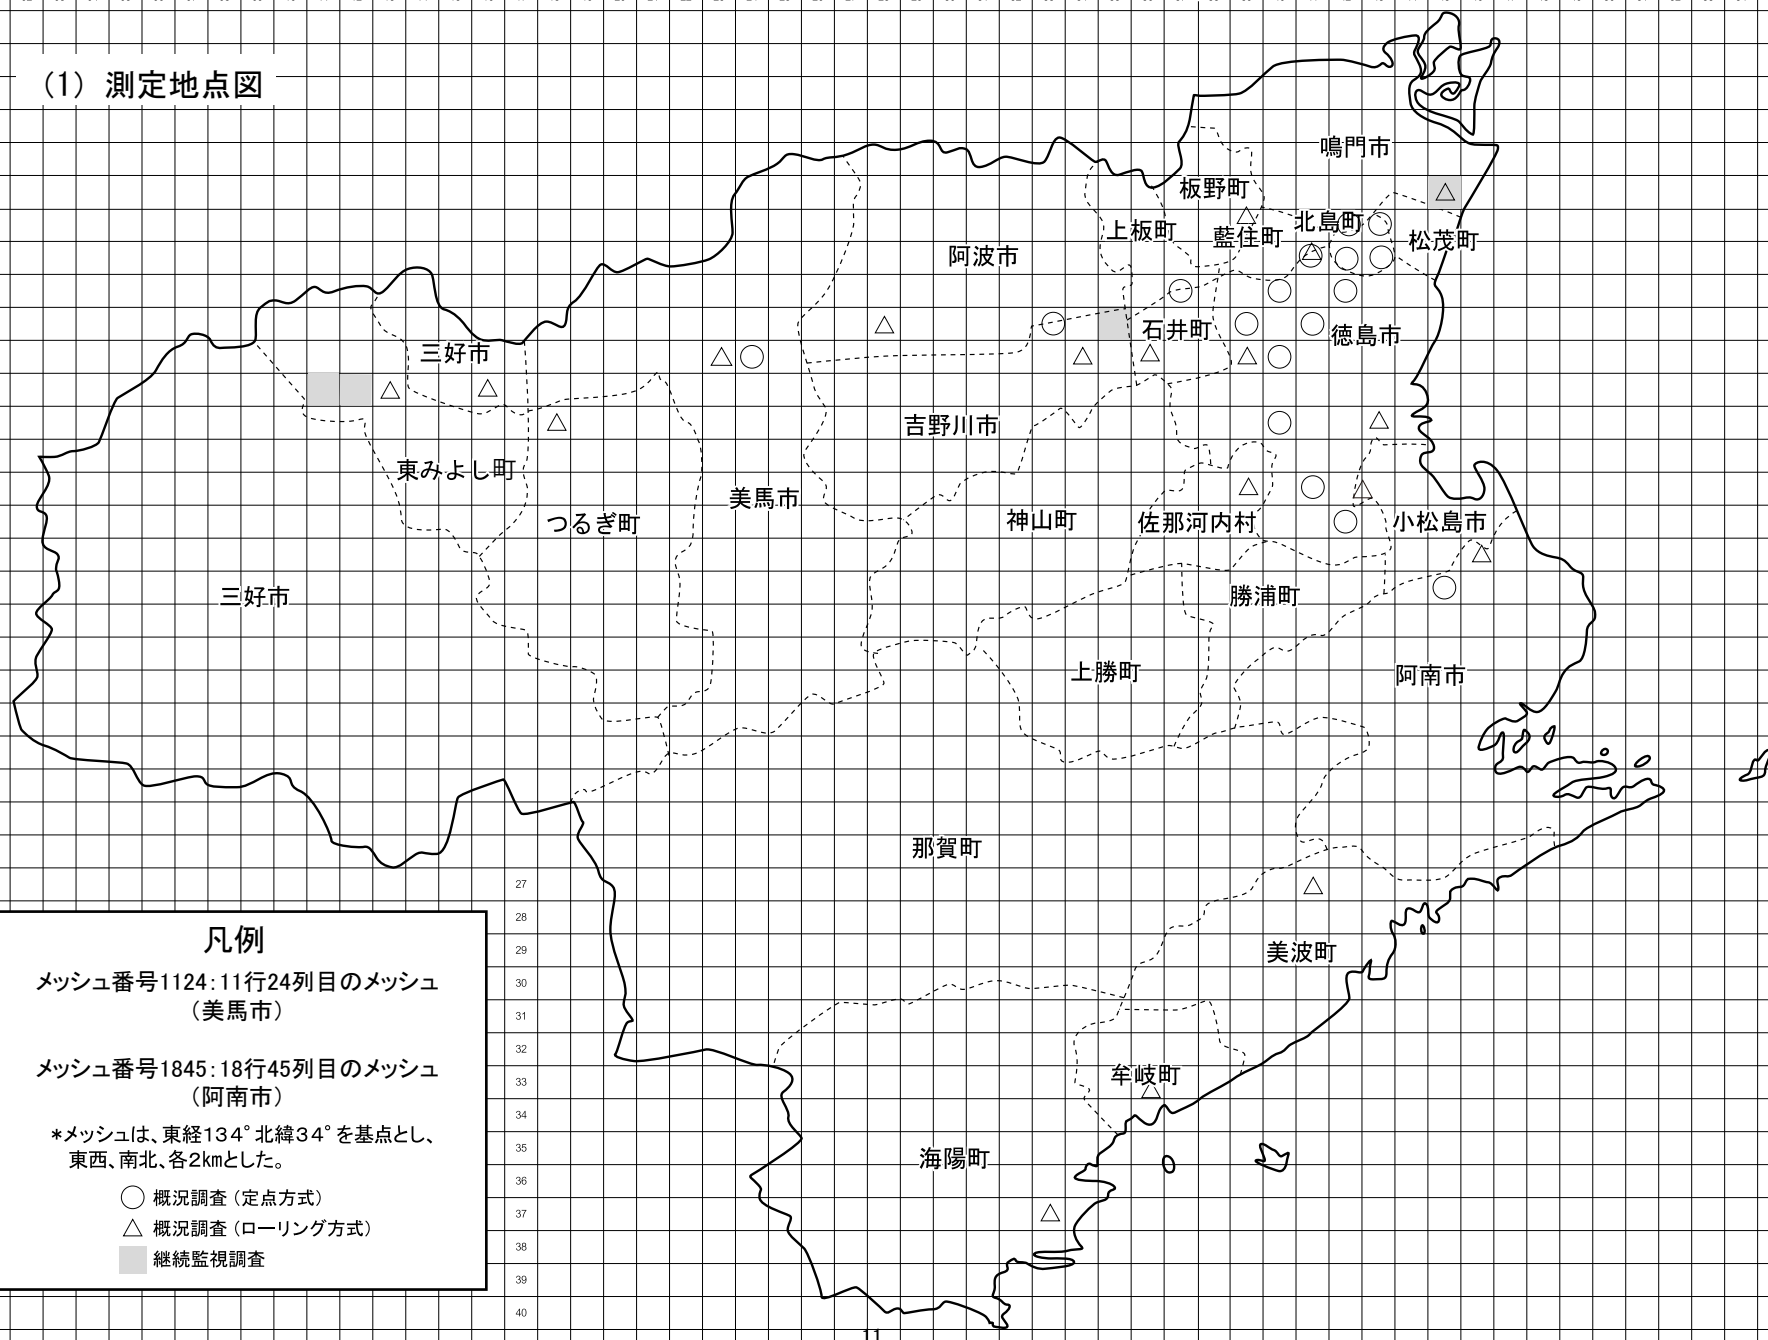 (1) 測定地点図
鳴門市
板野町
上板町
藍住町
北島町
松茂町
阿波市
石井町
徳島市
三好市
吉野川市
東みよし町
美馬市
つるぎ町
神山町
佐那河内村
小松島市
三好市
勝浦町
上勝町
阿南市
那賀町
美波町
牟岐町
海陽町
27
28
29
30
31
32
33
34
35
36
37
38
39
40
凡例
メッシュ番号1124:11行24列目のメッシュ
(美馬市)
メッシュ番号1845:18行45列目のメッシュ
(阿南市)
*メッシュは、東経134°北緯34°を基点とし、
東西、南北、各2㎞とした。
○ 概況調査(定点方式)
△ 概況調査(ローリング方式)
継続監視調査
11